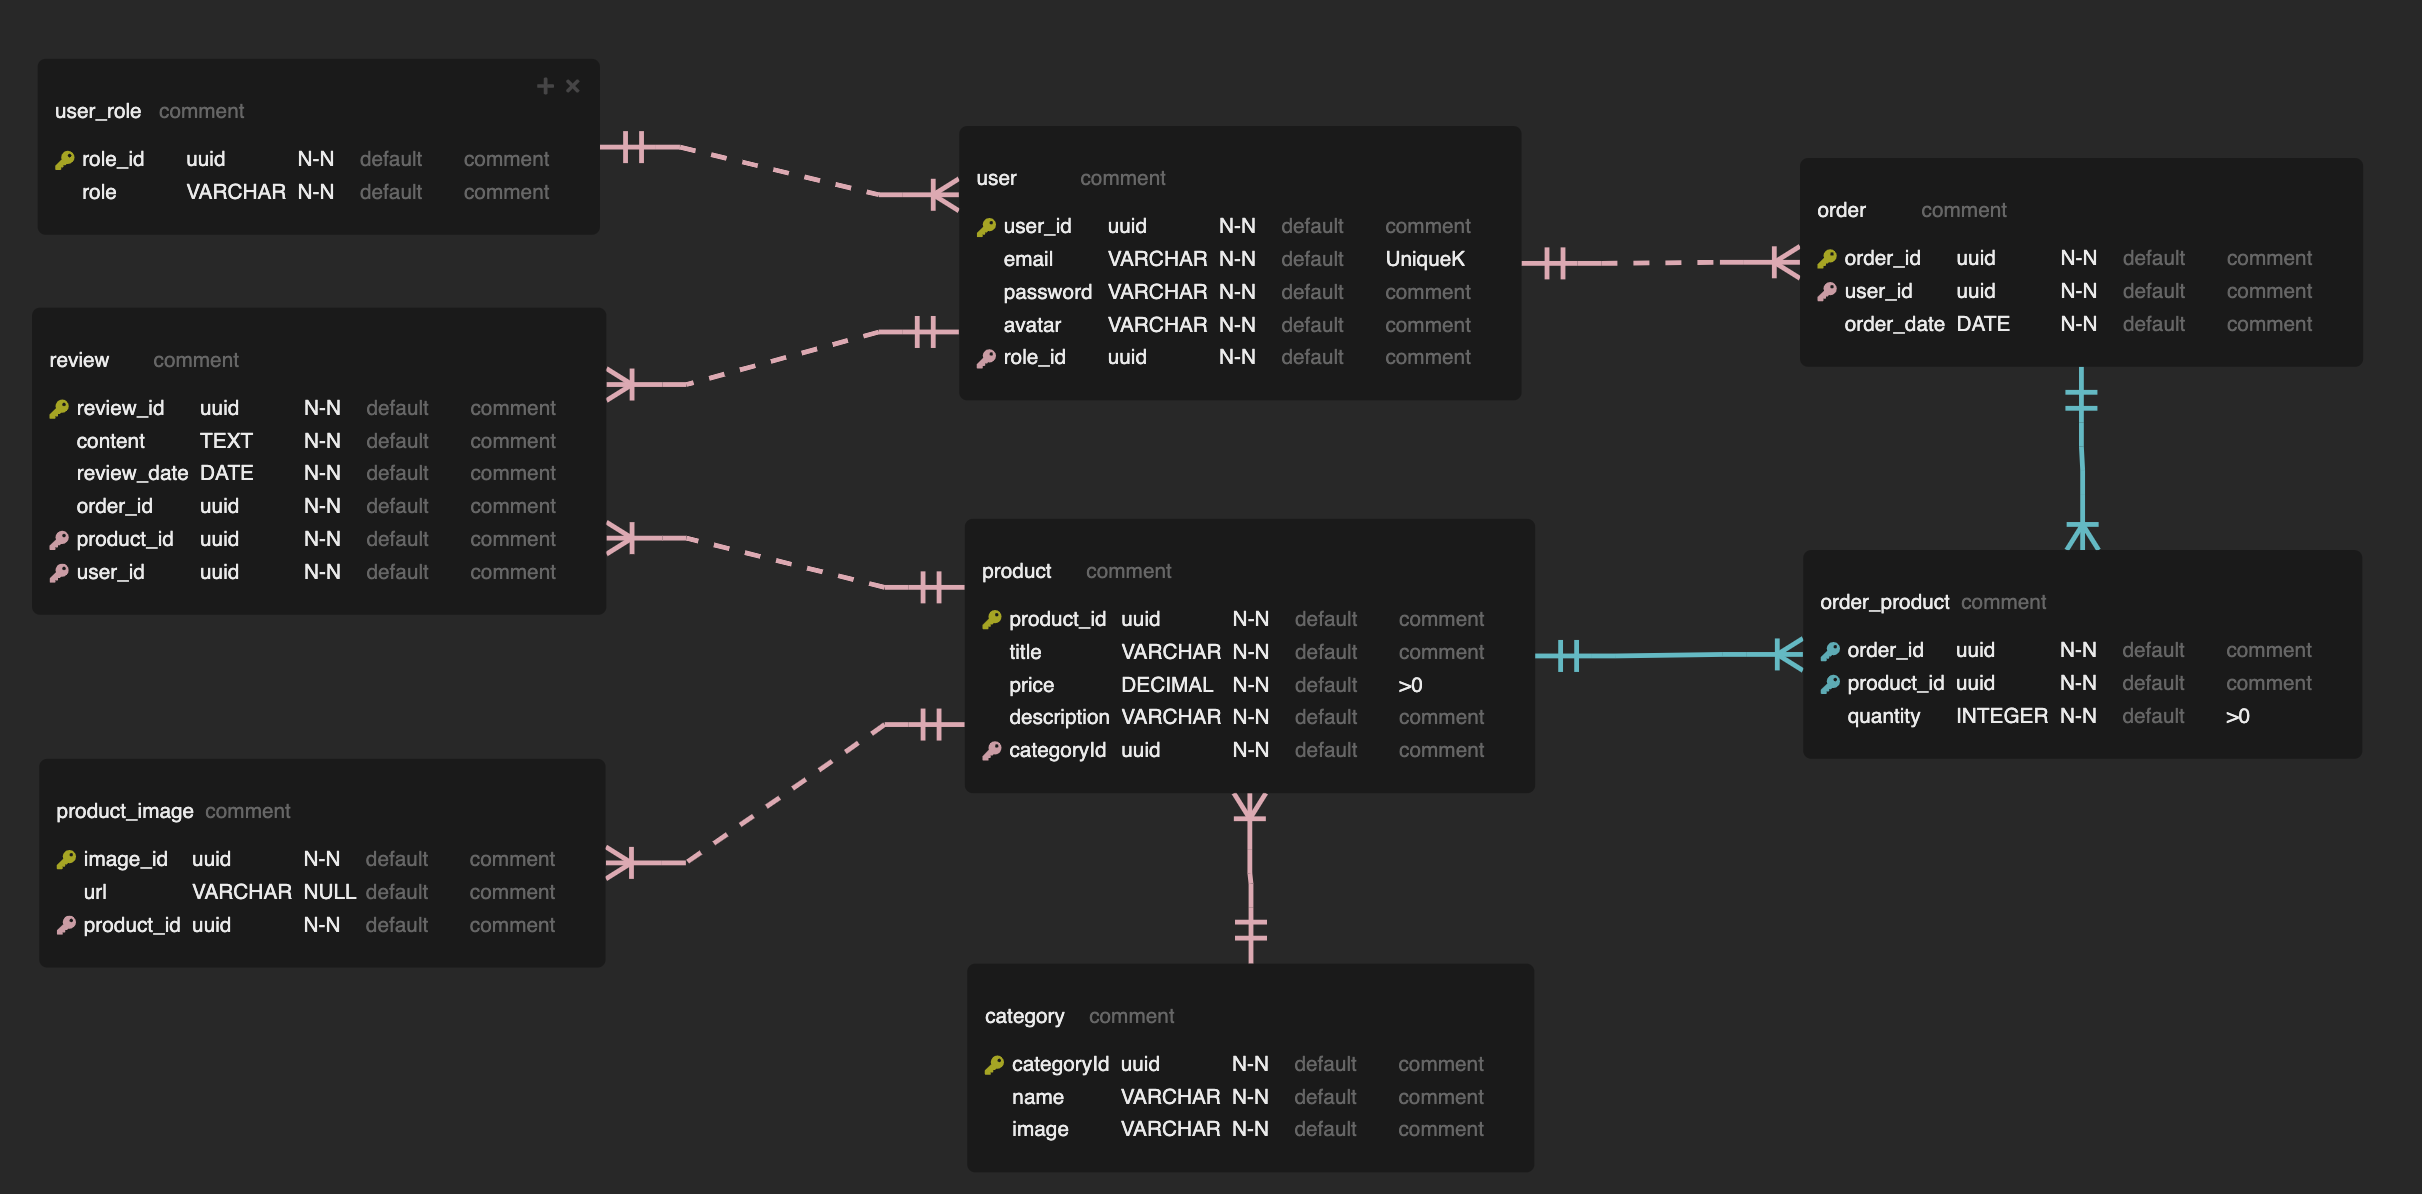 user_role comment
role_id uuid N-N default comment
role VARCHAR N-N default comment
user comment
user_id uuid N-N default comment
email VARCHAR N-N default UniqueK
password VARCHAR N-N default comment
avatar VARCHAR N-N default comment
role_id uuid N-N default comment
order comment
order_id uuid N-N default comment
user_id uuid N-N default comment
order_date DATE N-N default comment
review comment
review_id uuid N-N default comment
content TEXT N-N default comment
review_date DATE N-N default comment
order_id uuid N-N default comment
product_id uuid N-N default comment
user_id uuid N-N default comment
product comment
product_id uuid N-N default comment
title VARCHAR N-N default comment
price DECIMAL N-N default >0
description VARCHAR N-N default comment
categoryId uuid N-N default comment
order_product comment
order_id uuid N-N default comment
product_id uuid N-N default comment
quantity INTEGER N-N default >0
product_image comment
image_id uuid N-N default comment
url VARCHAR NULL default comment
product_id uuid N-N default comment
category comment
categoryId uuid N-N default comment
name VARCHAR N-N default comment
image VARCHAR N-N default comment